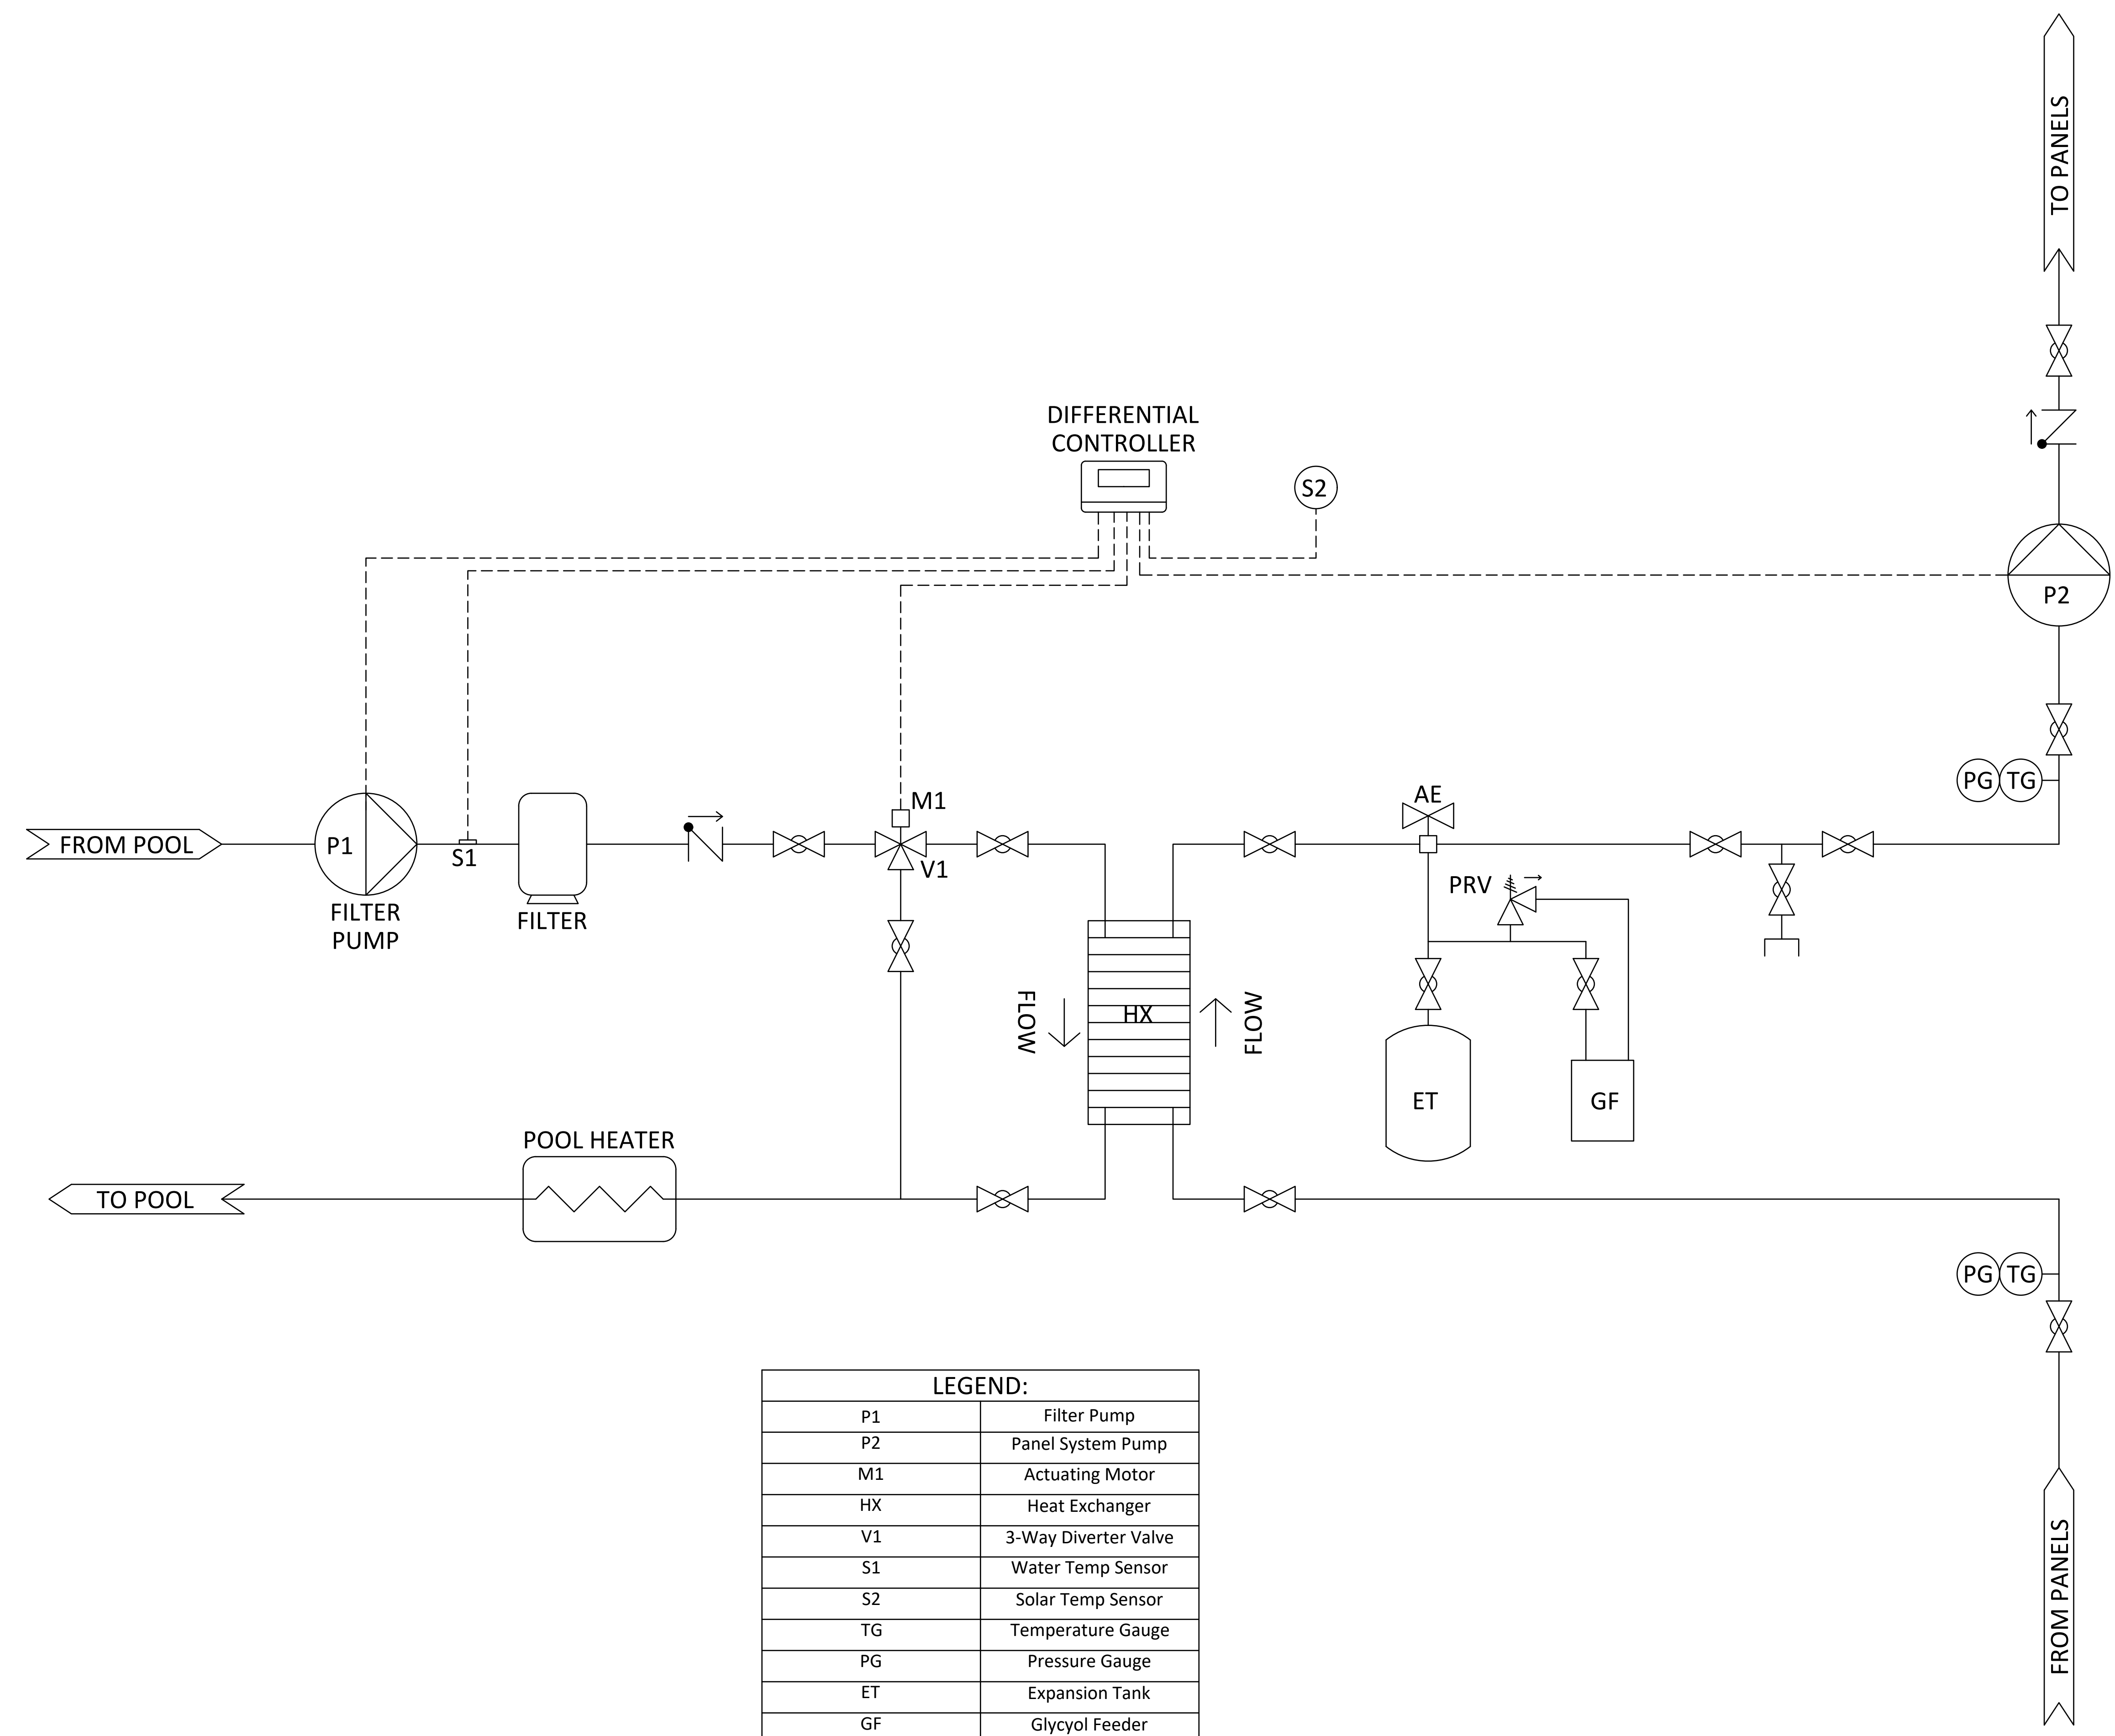 TO PANELS
DIFFERENTIAL
CONTROLLER
S2
P2
PG TG
M1
AE
FROM POOL
P1
S1
V1
PRV
FILTER
PUMP
FILTER
FLOW
HX
FLOW
ET
GF
POOL HEATER
TO POOL
PG TG
FROM PANELS
LEGEND:
P1 Filter Pump
P2 Panel System Pump
M1 Actuating Motor
HX Heat Exchanger
V1 3-Way Diverter Valve
S1 Water Temp Sensor
S2 Solar Temp Sensor
TG Temperature Gauge
PG Pressure Gauge
ET Expansion Tank
GF Glycyol Feeder